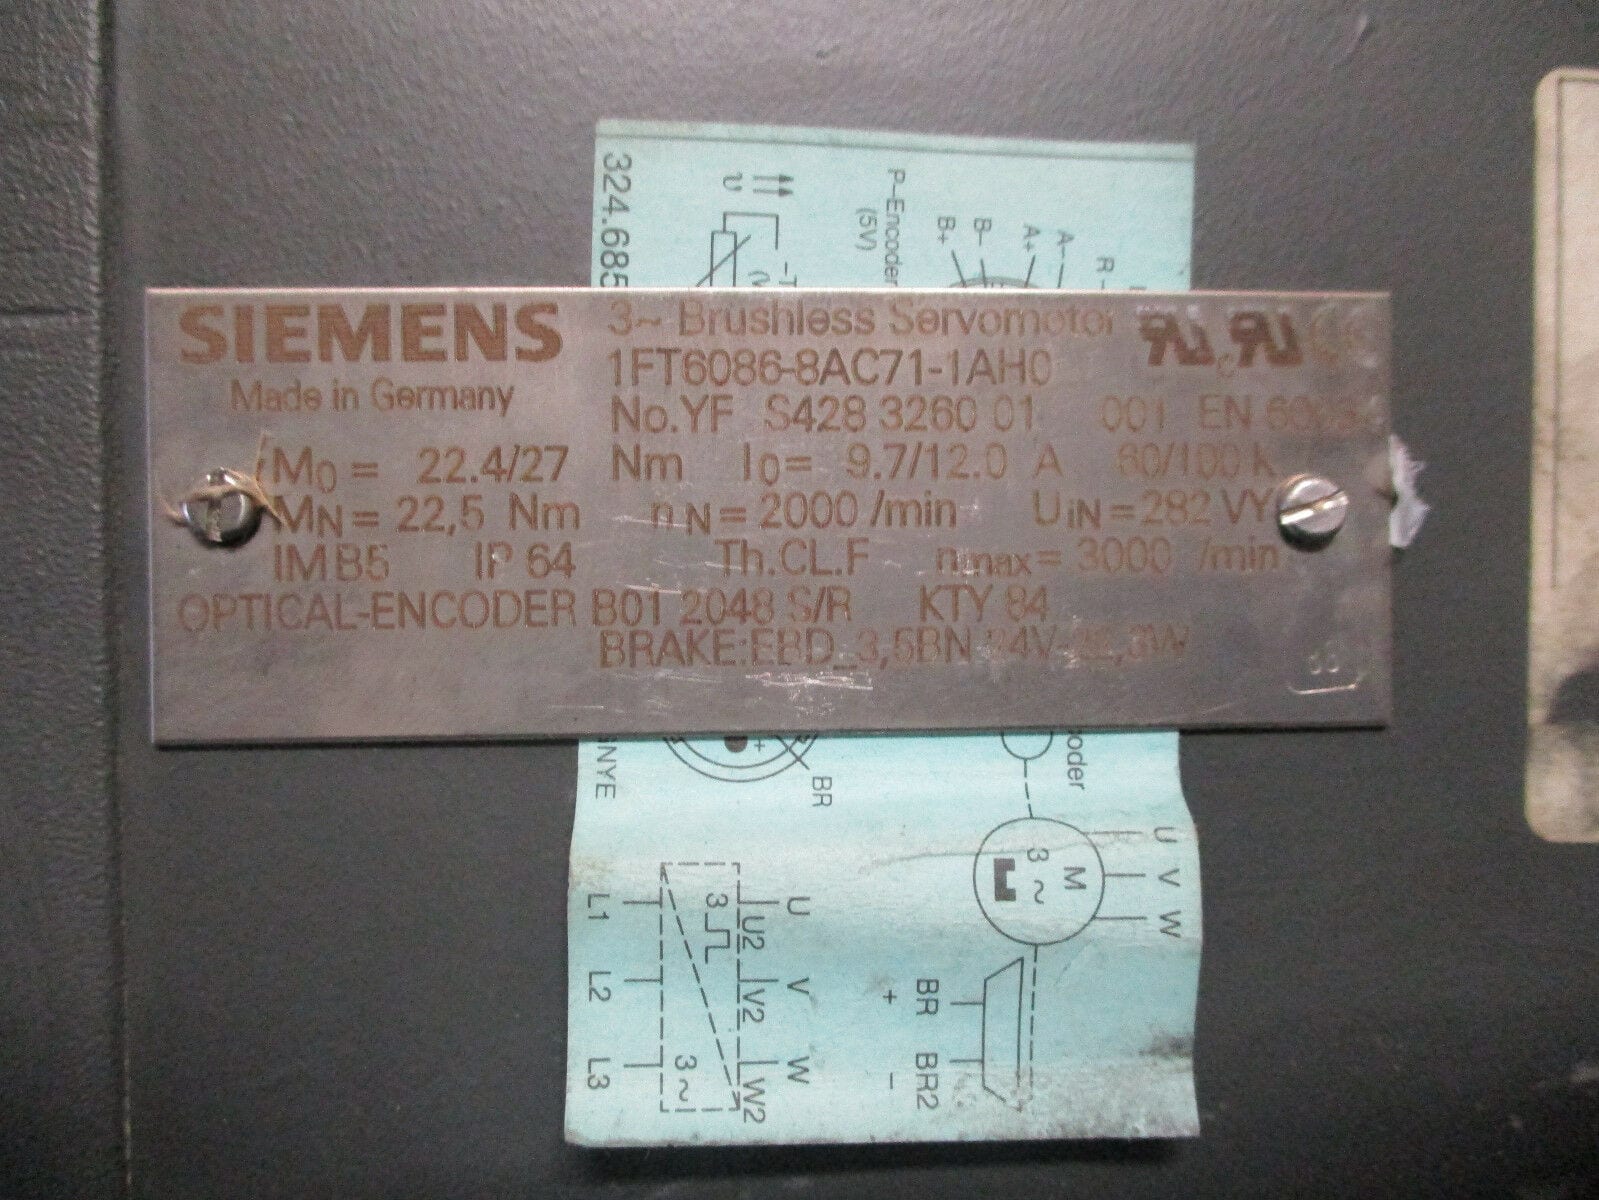 324.685
P-Encoder
(5V)
B+
B-
A+
A-
R-
SIEMENS
Made in Germany
3~ Brushless Servomotor
1FT6086-8AC71-1AH0
No.YF S428 3260 01 001 EN
M0 = 22.4/27 Nm I0= 9.7/12.0 A 60/100 K
MN = 22,5 Nm nN = 2000 /min UiN =282 VY
IM B5 IP 64 Th.CL.F nmax = 3000 /min
OPTICAL-ENCODER B01 2048 S/R KTY 84
BRAKE:EBD_3,5BN
BR
U V W
M
3 ~
BR BR2
+ -
U V W
U2 V2 W2
3
3 ~
L1 L2 L3